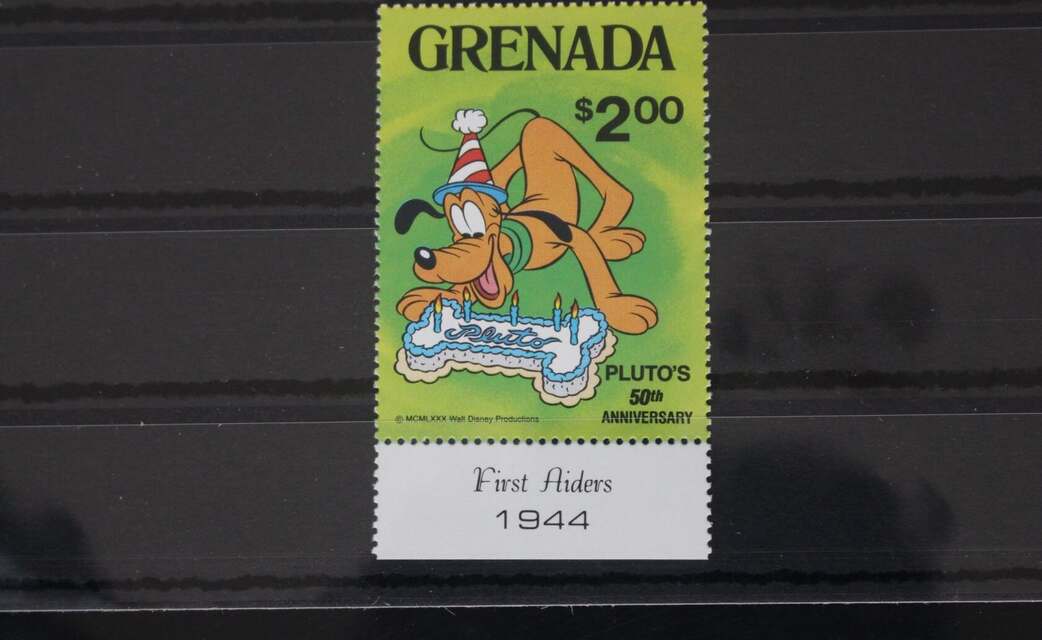 GRENADA
$2.00
Pluto
PLUTO'S
50th
ANNIVERSARY
© MCMLXXX Walt Disney Productions
First Aiders
1944